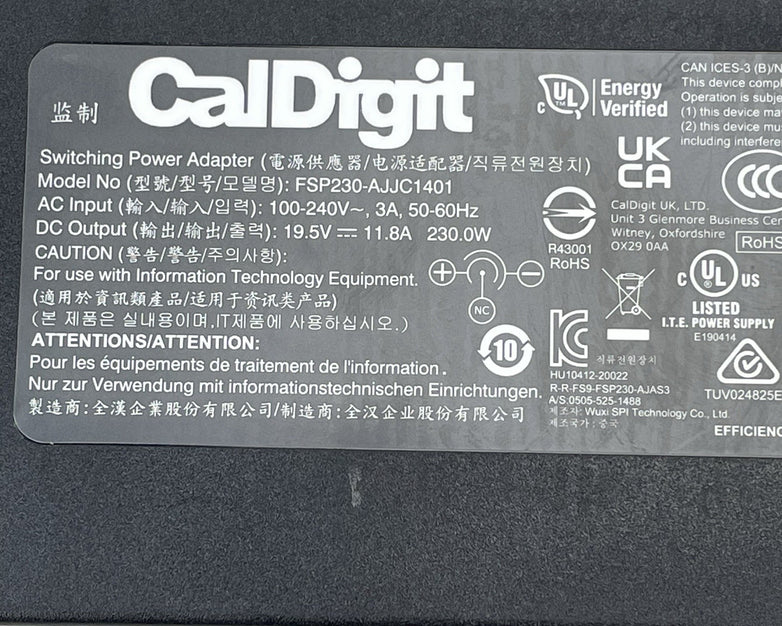 监制 CalDigit
Switching Power Adapter (電源供應器/电源适配器/직류전원장치)
Model No (型號/型号/모델명): FSP230-AJJC1401
AC Input (輸入/输入/입력): 100-240V~, 3A, 50-60Hz
DC Output (輸出/输出/출력): 19.5V ⎓ 11.8A 230.0W
CAUTION (警告/警告/주의사항):
For use with Information Technology Equipment.
(適用於資訊類產品/适用于资讯类产品)
(본 제품은 실내용이며,IT제품에 사용하십시오.)
ATTENTIONS/ATTENTION:
Pour les équipements de traitement de l'information.
Nur zur Verwendung mit informationstechnischen Einrichtungen.
製造商:全漢企業股份有限公司/制造商:全汉企业股份有限公司
+ -
NC
10
c UL
Energy
Verified
CAN ICES-3 (B)/N
This device compl
Operation is subje
(1) this device ma
(2) this device mu
including interfere
UK
CA
CCC
R43001
RoHS
CalDigit UK, LTD.
Unit 3 Glenmore Business Cen
Witney, Oxfordshire
OX29 0AA
RoHS
c UL US
LISTED
I.T.E. POWER SUPPLY
E190414
직류전원장치
HU10412-20022
R-R-FS9-FSP230-AJAS3
A/S:0505-525-1488
제조자: Wuxi SPI Technology Co., Ltd.
제조국가: 중국
TUV024825E
EFFICIENC